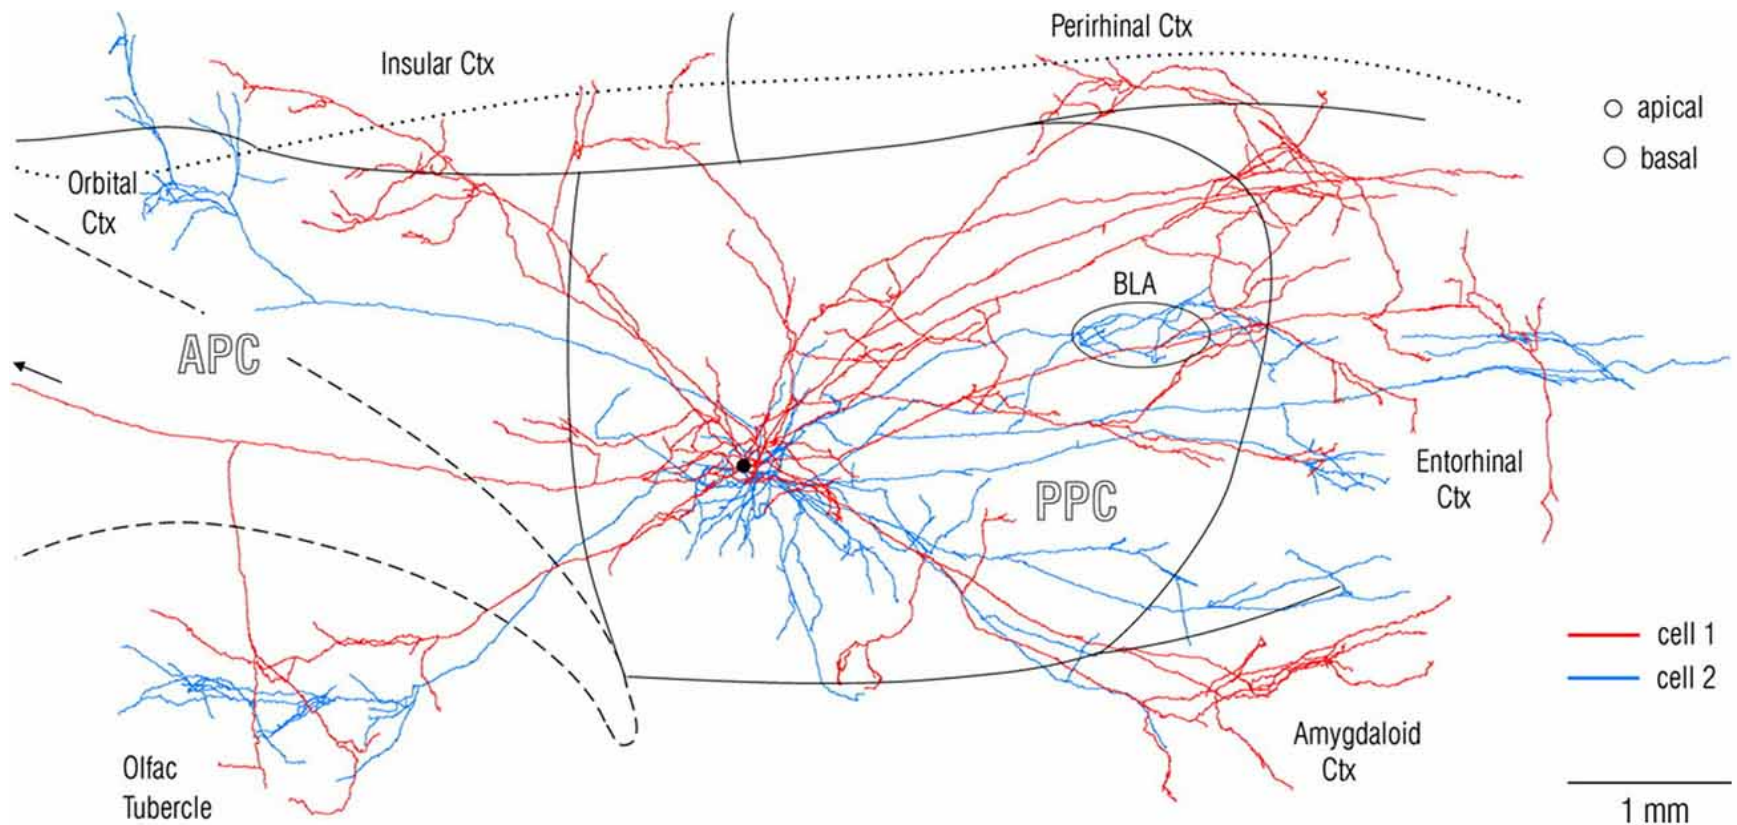 Perirhinal Ctx
Insular Ctx
apical
basal
Orbital
Ctx
BLA
APC
Entorhinal
Ctx
PPC
cell 1
cell 2
Amygdaloid
Ctx
Olfac
Tubercle
1 mm